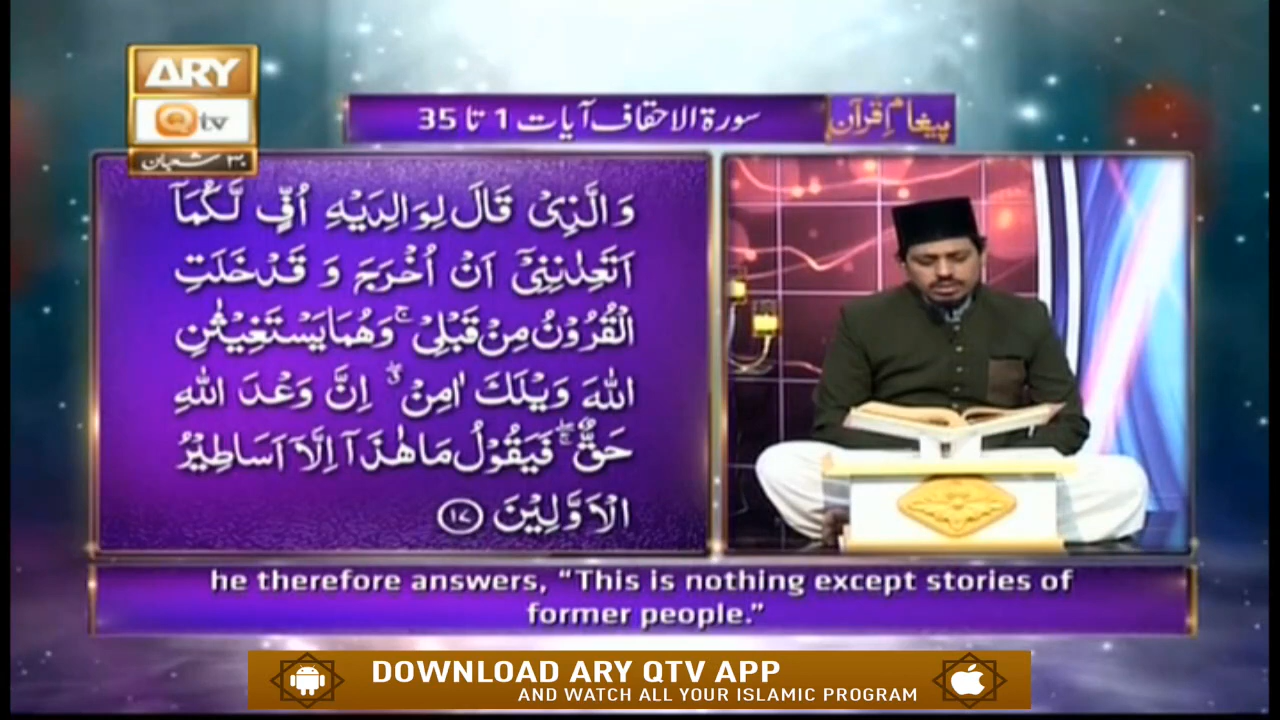 ARY
Qtv
۳ شعبان
پیغامِ قرآن
سورۃ الاحقاف آیات 1 تا 35
وَالَّذِیۡ قَالَ لِوَالِدَیۡہِ اُفٍّ لَّکُمَاۤ
اَتَعِدٰنِنِیۡۤ اَنۡ اُخۡرَجَ وَ قَدۡ خَلَتِ
الۡقُرُوۡنُ مِنۡ قَبۡلِیۡ ۚ وَھُمَا یَسۡتَغِیۡثٰنِ
اللّٰہَ وَیۡلَکَ اٰمِنۡ ٭ۖ اِنَّ وَعۡدَ اللّٰہِ
حَقٌّ ۚۖ فَیَقُوۡلُ مَا ھٰذَاۤ اِلَّاۤ اَسَاطِیۡرُ
الۡاَوَّلِیۡنَ ﴿۱۷﴾
he therefore answers, “This is nothing except stories of
former people.”
DOWNLOAD ARY QTV APP
AND WATCH ALL YOUR ISLAMIC PROGRAM